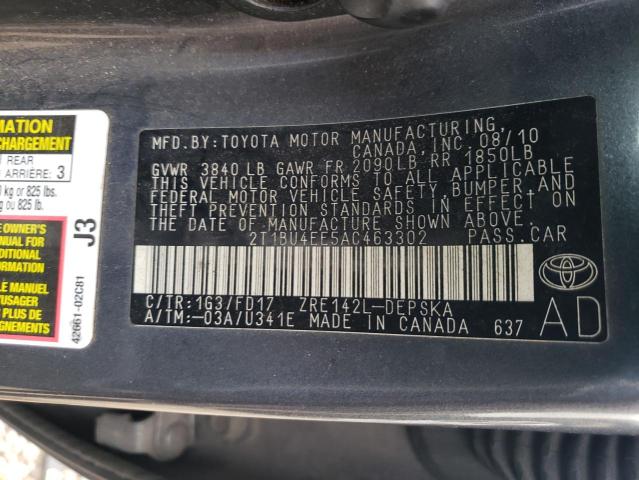 MATION
CHARGEMENT
REAR
ARRIÈRE: 3
kg or 825 lbs.
ou 825 lb.
E OWNER'S
MANUAL FOR
LE MANUEL
USAGER
PLUS DE
42661-02C81
J3
MFD. BY: TOYOTA MOTOR MANUFACTURING,
CANADA, INC. 08/10
GVWR 3840 LB GAWR FR 2090LB RR 1850LB
THIS VEHICLE CONFORMS TO ALL APPLICABLE
FEDERAL MOTOR VEHICLE SAFETY, BUMPER, AND
THEFT PREVENTION STANDARDS IN EFFECT ON
THE DATE OF MANUFACTURE SHOWN ABOVE.
2T1BU4EE5AC463302 PASS. CAR
C/TR: 1G3/FD17 ZRE142L-DEPSKA
A/TM: -03A/U341E MADE IN CANADA 637
AD